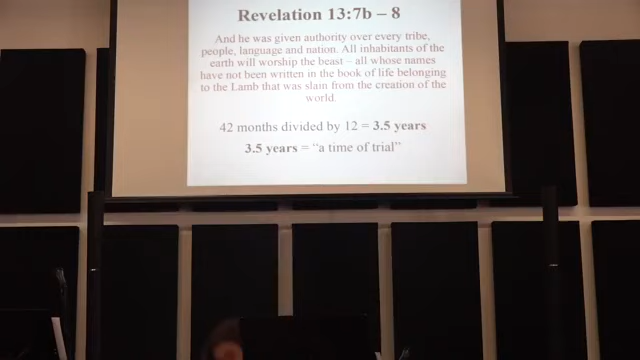 Revelation 13:7b – 8
And he was given authority over every tribe,
people, language and nation. All inhabitants of the
earth will worship the beast – all whose names
have not been written in the book of life belonging
to the Lamb that was slain from the creation of the
world.
42 months divided by 12 = 3.5 years
3.5 years = “a time of trial”